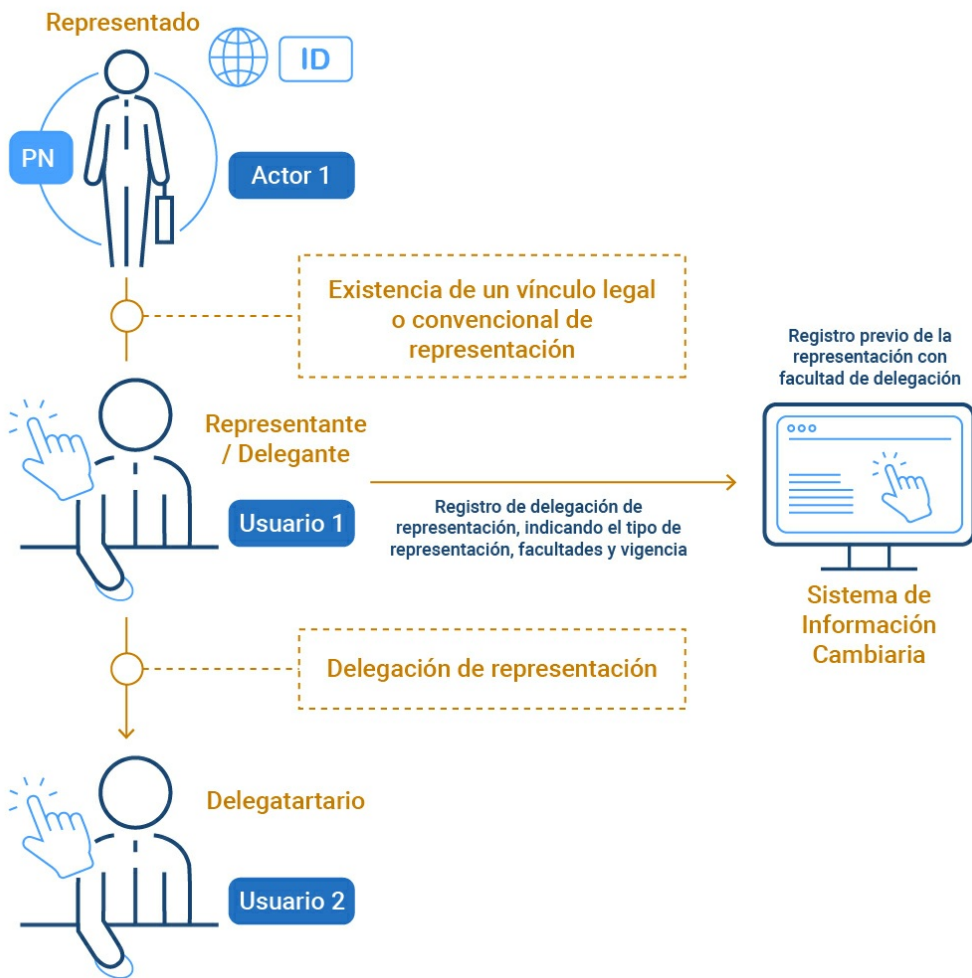 Representado
ID
PN
Actor 1
Existencia de un vínculo legal
o convencional de
representación
Registro previo de la
representación con
facultad de delegación
Representante
/ Delegante
Usuario 1
Registro de delegación de
representación, indicando el tipo de
representación, facultades y vigencia
Sistema de
Información
Cambiaria
Delegación de representación
Delegatartario
Usuario 2